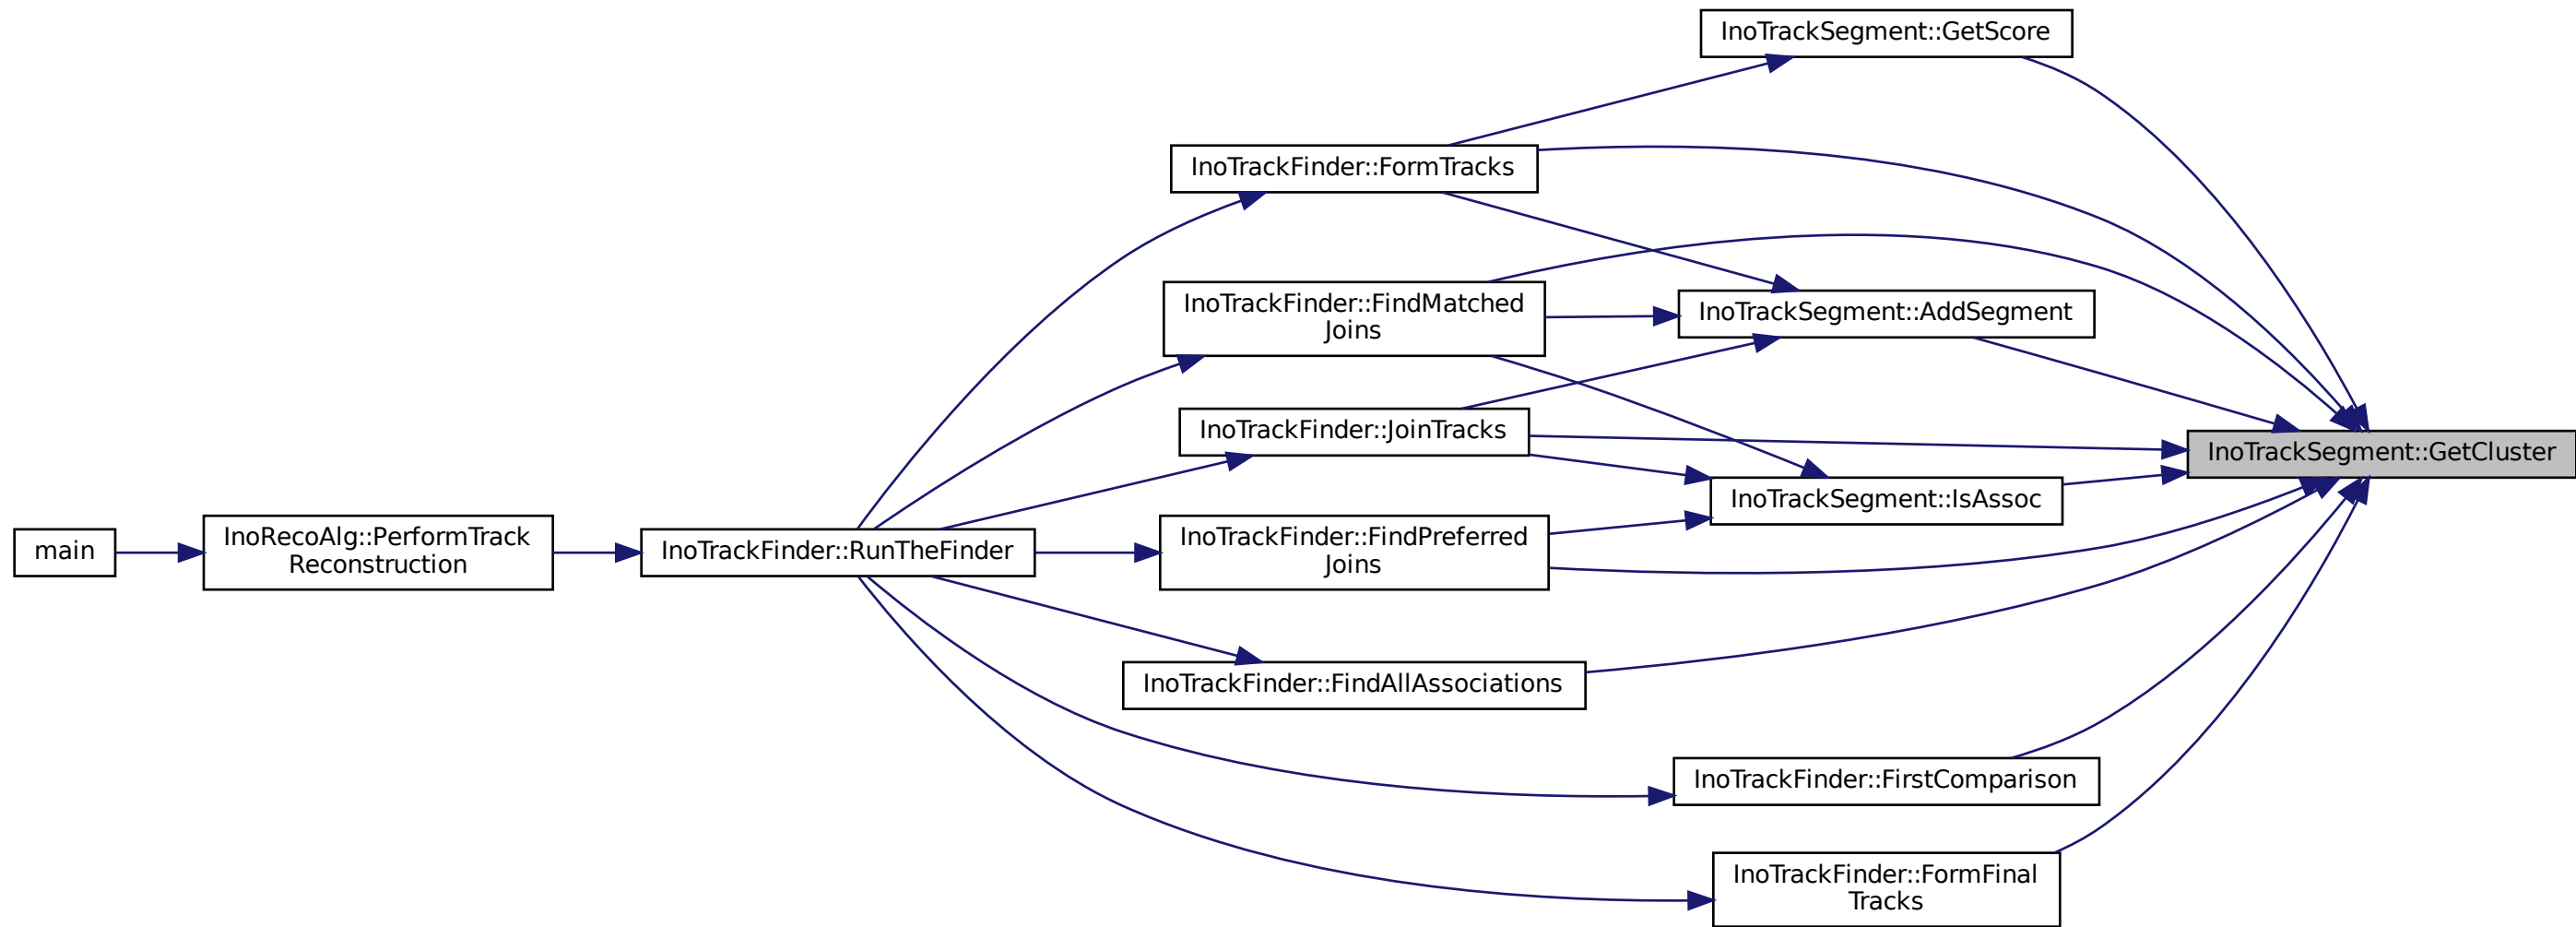 InoTrackSegment::GetScore
InoTrackFinder::FormTracks
InoTrackFinder::FindMatched
Joins
InoTrackSegment::AddSegment
InoTrackFinder::JoinTracks
InoTrackSegment::GetCluster
InoTrackSegment::IsAssoc
main
InoRecoAlg::PerformTrack
Reconstruction
InoTrackFinder::RunTheFinder
InoTrackFinder::FindPreferred
Joins
InoTrackFinder::FindAllAssociations
InoTrackFinder::FirstComparison
InoTrackFinder::FormFinal
Tracks